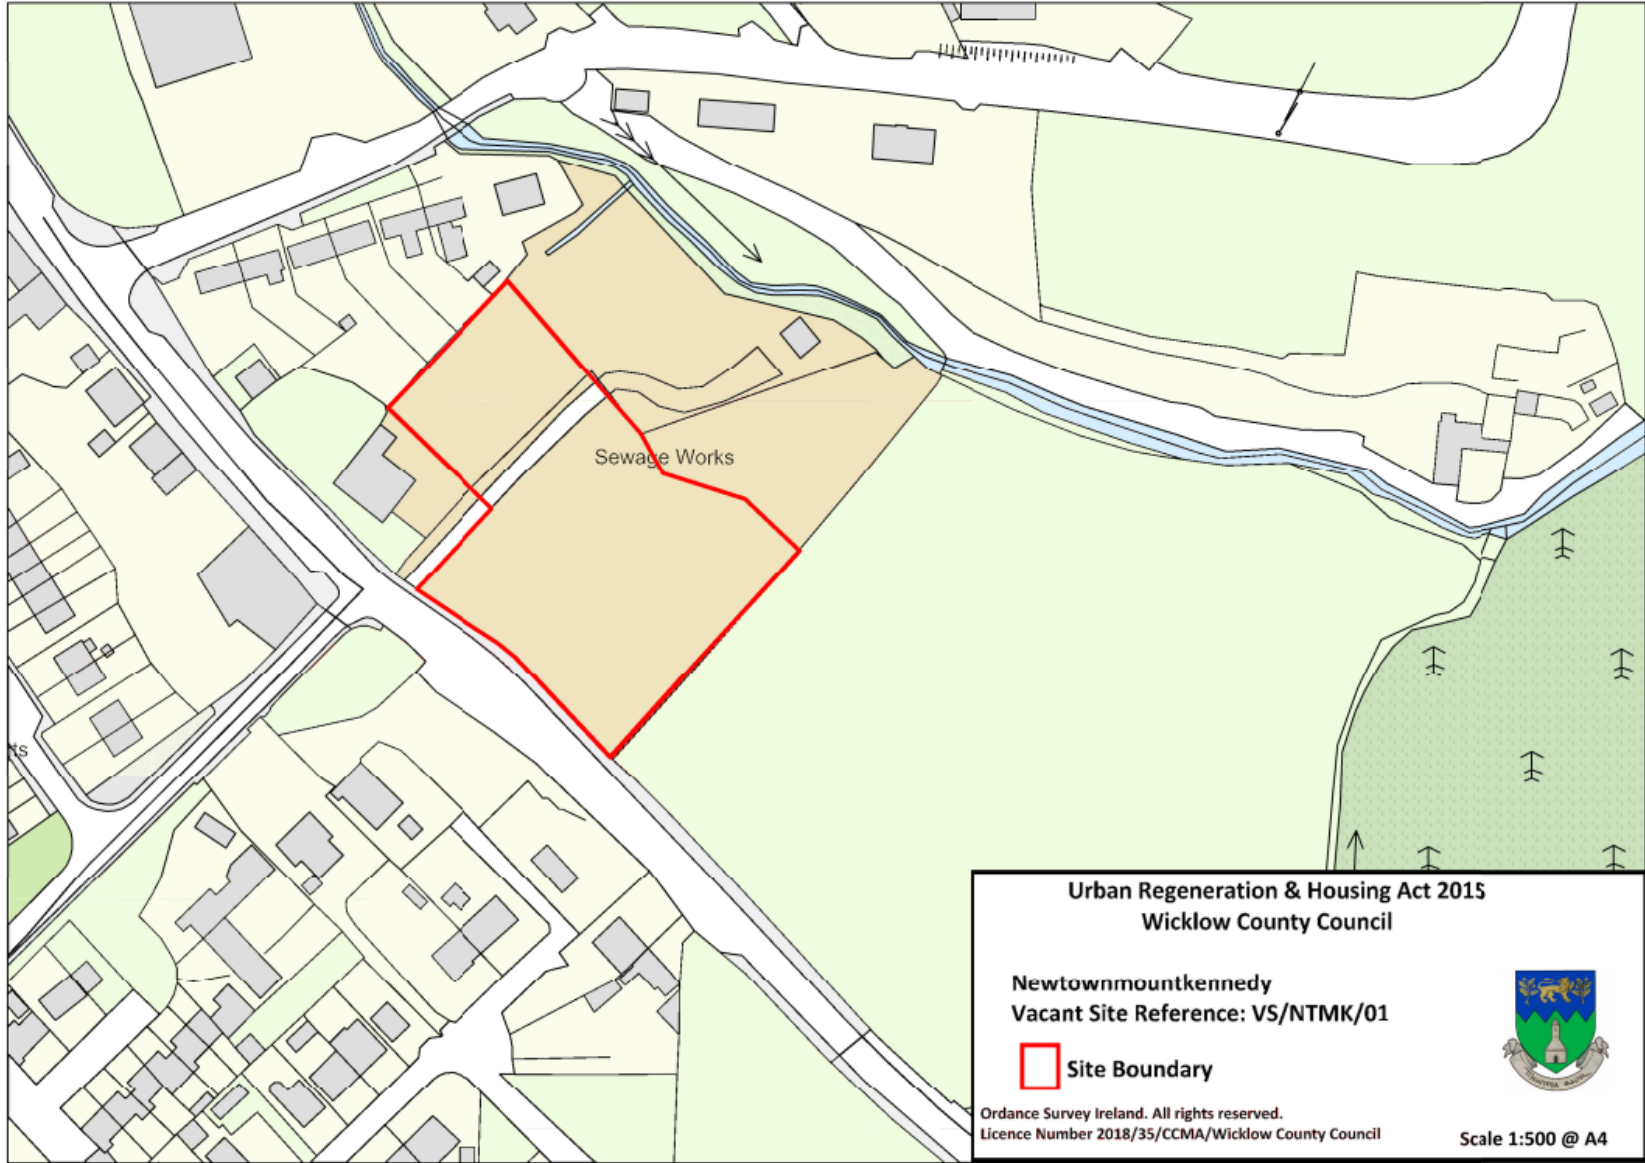 Sewage Works
ts
Urban Regeneration & Housing Act 2015
Wicklow County Council
Newtownmountkennedy
Vacant Site Reference: VS/NTMK/01
Site Boundary
Ordance Survey Ireland. All rights reserved.
Licence Number 2018/35/CCMA/Wicklow County Council
Scale 1:500 @ A4